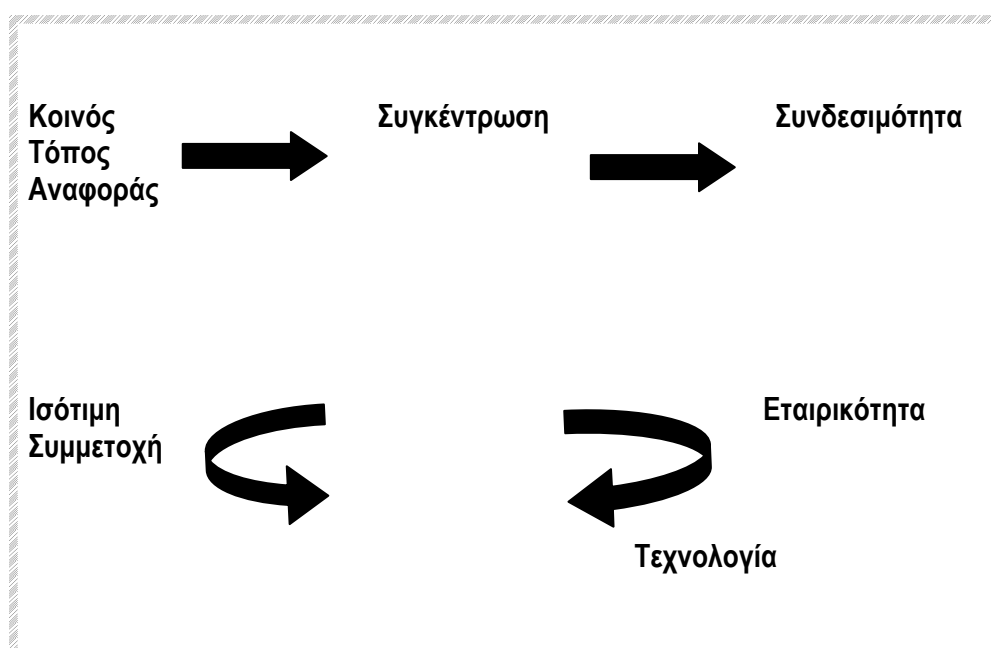 Κοινός
Τόπος
Αναφοράς
Συγκέντρωση
Συνδεσιμότητα
Ισότιμη
Συμμετοχή
Εταιρικότητα
Τεχνολογία